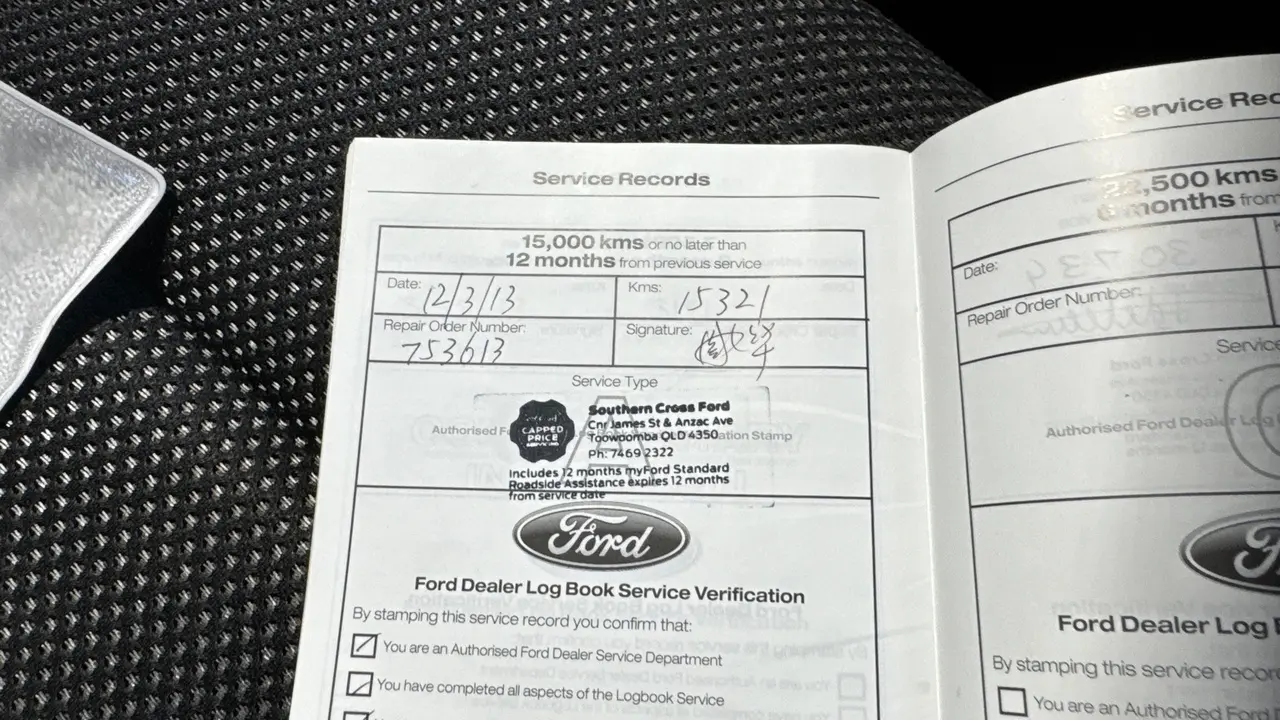 Service Records
15,000 kms or no later than
12 months from previous service
Date: 12/3/13
Kms: 15321
Repair Order Number: 753613
Signature:
Service Type
Authorised
CAPPED
PRICE
SERVICING
Southern Cross Ford
Cnr James St & Anzac Ave
Toowoomba QLD 4350
Stamp
Ph: 7469 2322
Includes 12 months myFord Standard
Roadside Assistance expires 12 months
from service date
Ford
Ford Dealer Log Book Service Verification
By stamping this service record you confirm that:
You are an Authorised Ford Dealer Service Department
You have completed all aspects of the Logbook Service
Service Rec
22,500 kms
6 months from
Date:
Repair Order Number:
Service
Authorised Ford Dealer Log
Ford Dealer Log
By stamping this service record
You are an Authorised Ford